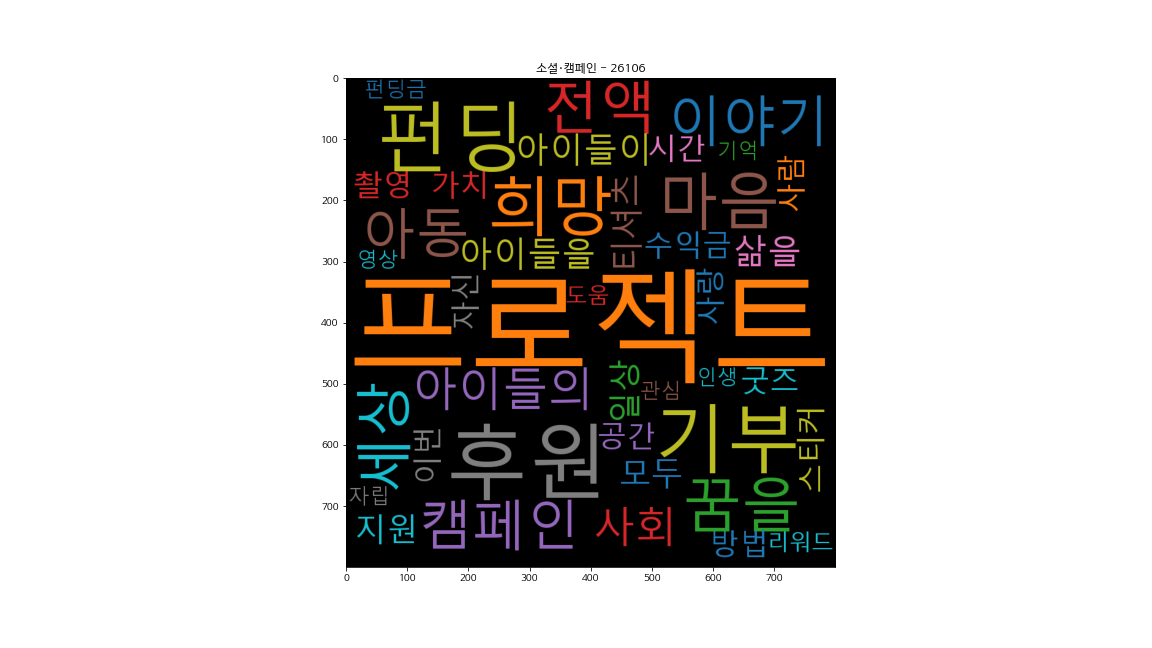 소셜·캠페인 - 26106
0
100
200
300
400
500
600
700
0 100 200 300 400 500 600 700
펀딩금
펀딩
전액
이야기
아이들이
시간
기억
촬영
가치
희망
티셔츠
마음
사람
아동
영상
아이들을
수익금
삶을
자신
도움
사랑
프로젝트
세상
아이들의
일상
관심
인생
굿즈
이번
후원
공간
모두
기부
스티커
자립
지원
캠페인
사회
꿈을
방법
리워드